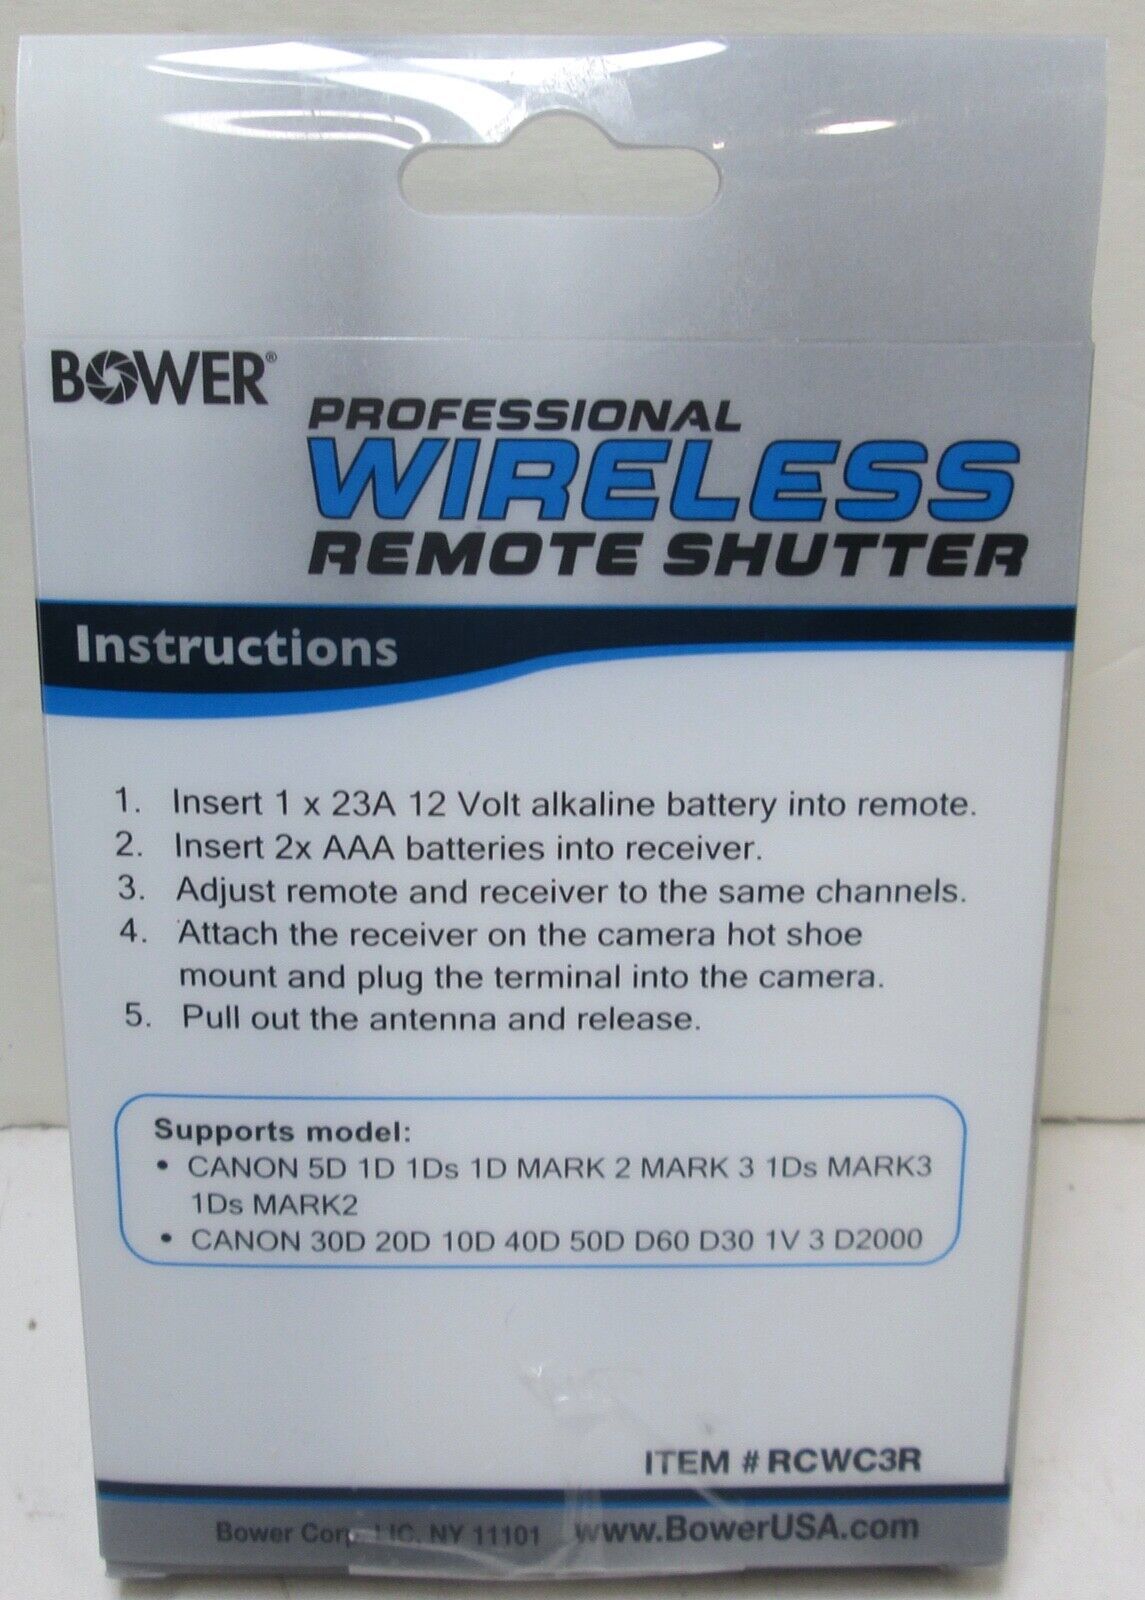 BOWER®
PROFESSIONAL
WIRELESS
REMOTE SHUTTER
Instructions
1. Insert 1 x 23A 12 Volt alkaline battery into remote.
2. Insert 2x AAA batteries into receiver.
3. Adjust remote and receiver to the same channels.
4. Attach the receiver on the camera hot shoe
mount and plug the terminal into the camera.
5. Pull out the antenna and release.
Supports model:
• CANON 5D 1D 1Ds 1D MARK 2 MARK 3 1Ds MARK3
1Ds MARK2
• CANON 30D 20D 10D 40D 50D D60 D30 1V 3 D2000
ITEM # RCWC3R
Bower Corp. LIC, NY 11101 www.BowerUSA.com